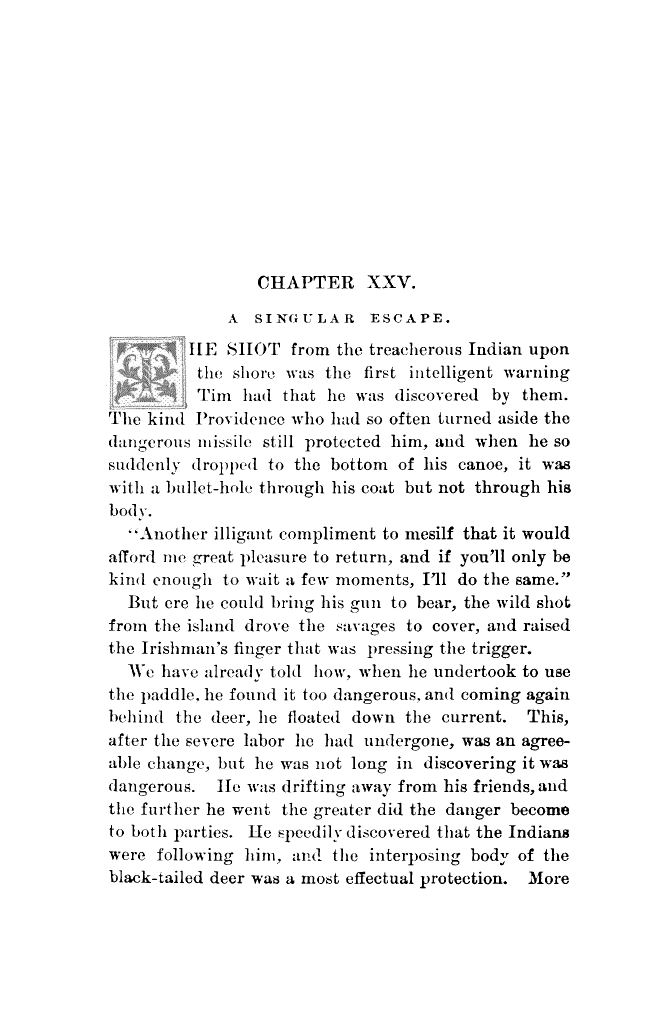 CHAPTER XXV.
A SINGULAR ESCAPE.
THE SHOT from the treacherous Indian upon
the shore was the first intelligent warning
Tim had that he was discovered by them.
The kind Providence who had so often turned aside the
dangerous missile still protected him, and when he so
suddenly dropped to the bottom of his canoe, it was
with a bullet-hole through his coat but not through his
body.
"Another illigant compliment to mesilf that it would
afford me great pleasure to return, and if you'll only be
kind enough to wait a few moments, I'll do the same."
But ere he could bring his gun to bear, the wild shot
from the island drove the savages to cover, and raised
the Irishman's finger that was pressing the trigger.
We have already told how, when he undertook to use
the paddle, he found it too dangerous, and coming again
behind the deer, he floated down the current. This,
after the severe labor he had undergone, was an agree-
able change, but he was not long in discovering it was
dangerous. He was drifting away from his friends, and
the further he went the greater did the danger become
to both parties. He speedily discovered that the Indians
were following him, and the interposing body of the
black-tailed deer was a most effectual protection. More